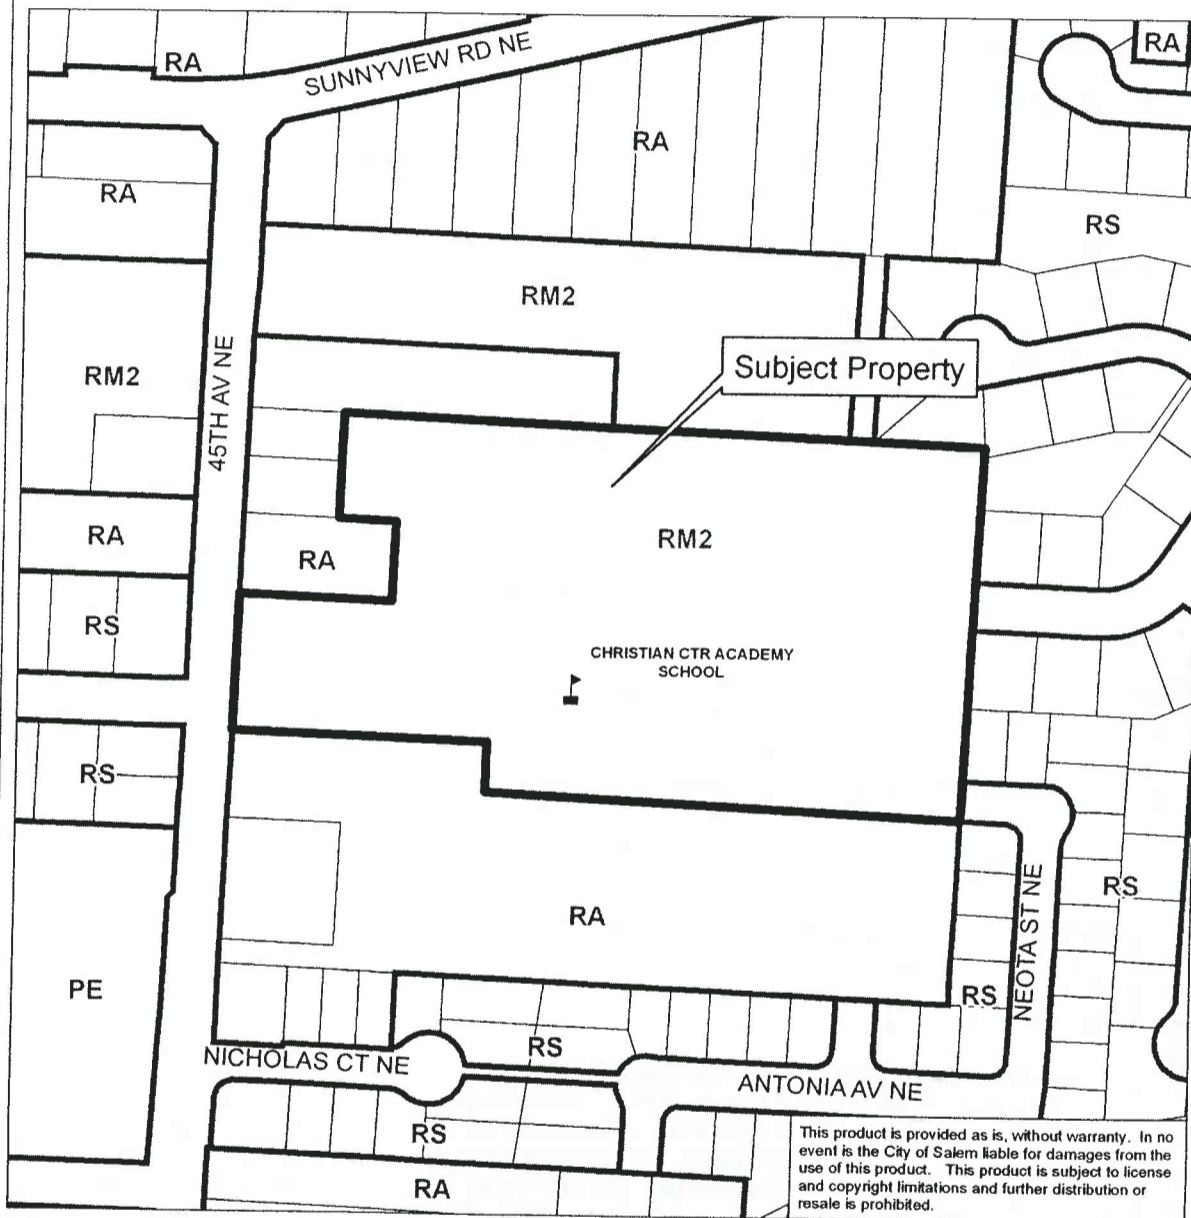 RA
SUNNYVIEW RD NE
RA
RA
RA
RS
RM2
RM2
45TH AV NE
Subject Property
RA
RA
RM2
RS
CHRISTIAN CTR ACADEMY
SCHOOL
RS
RA
RS
NEOTA ST NE
PE
RS
NICHOLAS CT NE
RS
ANTONIA AV NE
RS
RA
This product is provided as is, without warranty. In no
event is the City of Salem liable for damages from the
use of this product. This product is subject to license
and copyright limitations and further distribution or
resale is prohibited.